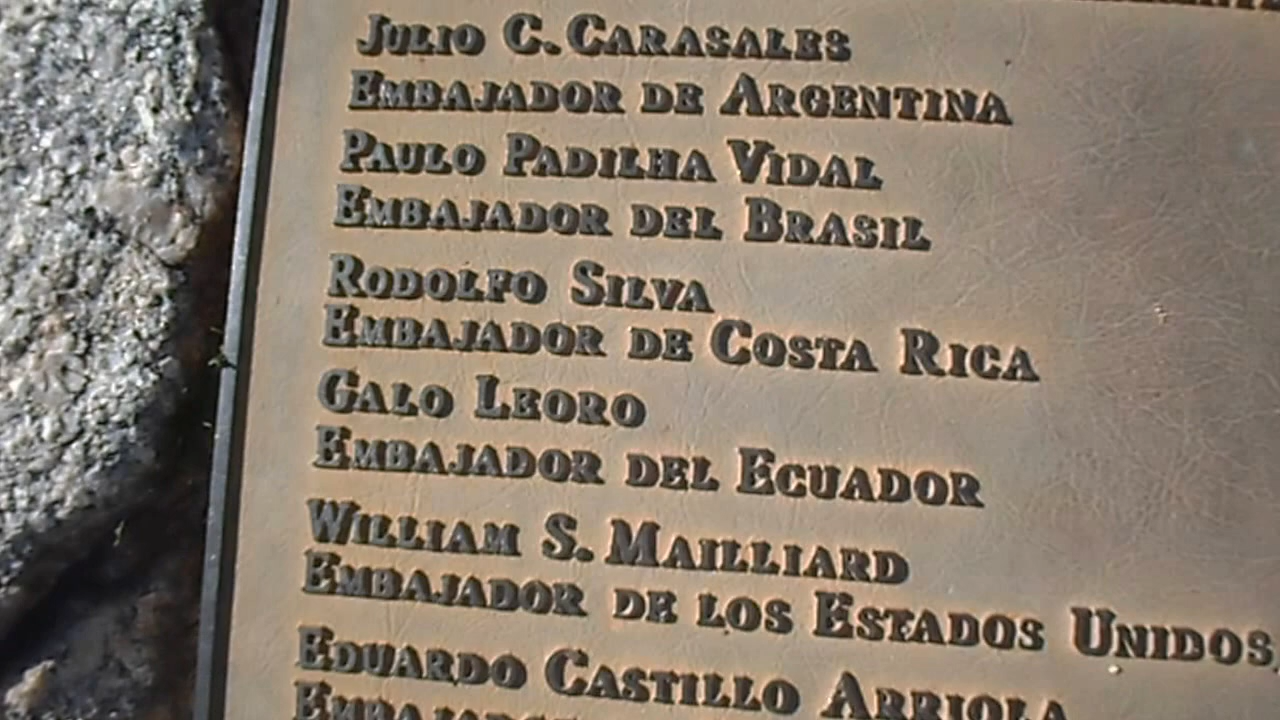 JULIO C. CARASALES
EMBAJADOR DE ARGENTINA
PAULO PADILHA VIDAL
EMBAJADOR DEL BRASIL
RODOLFO SILVA
EMBAJADOR DE COSTA RICA
GALO LEORO
EMBAJADOR DEL ECUADOR
WILLIAM S. MAILLIARD
EMBAJADOR DE LOS ESTADOS UNIDOS,
EDUARDO CASTILLO ARRIOLA